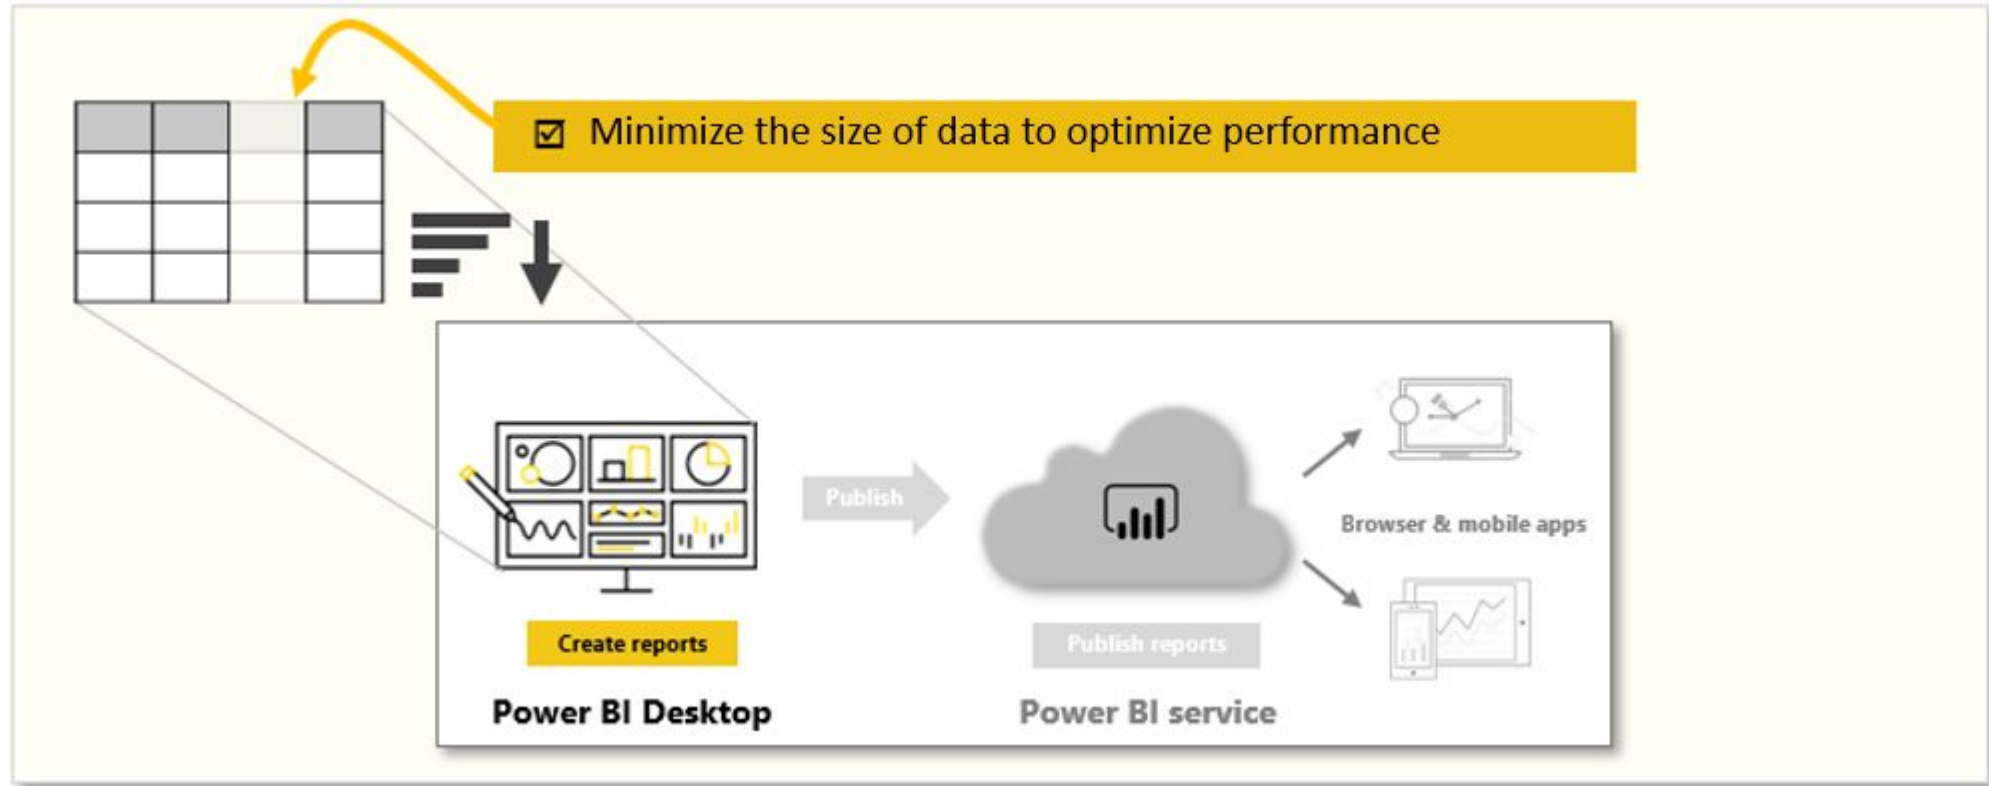 Minimize the size of data to optimize performance
Publish
Browser & mobile apps
Create reports
Publish reports
Power BI Desktop
Power BI service